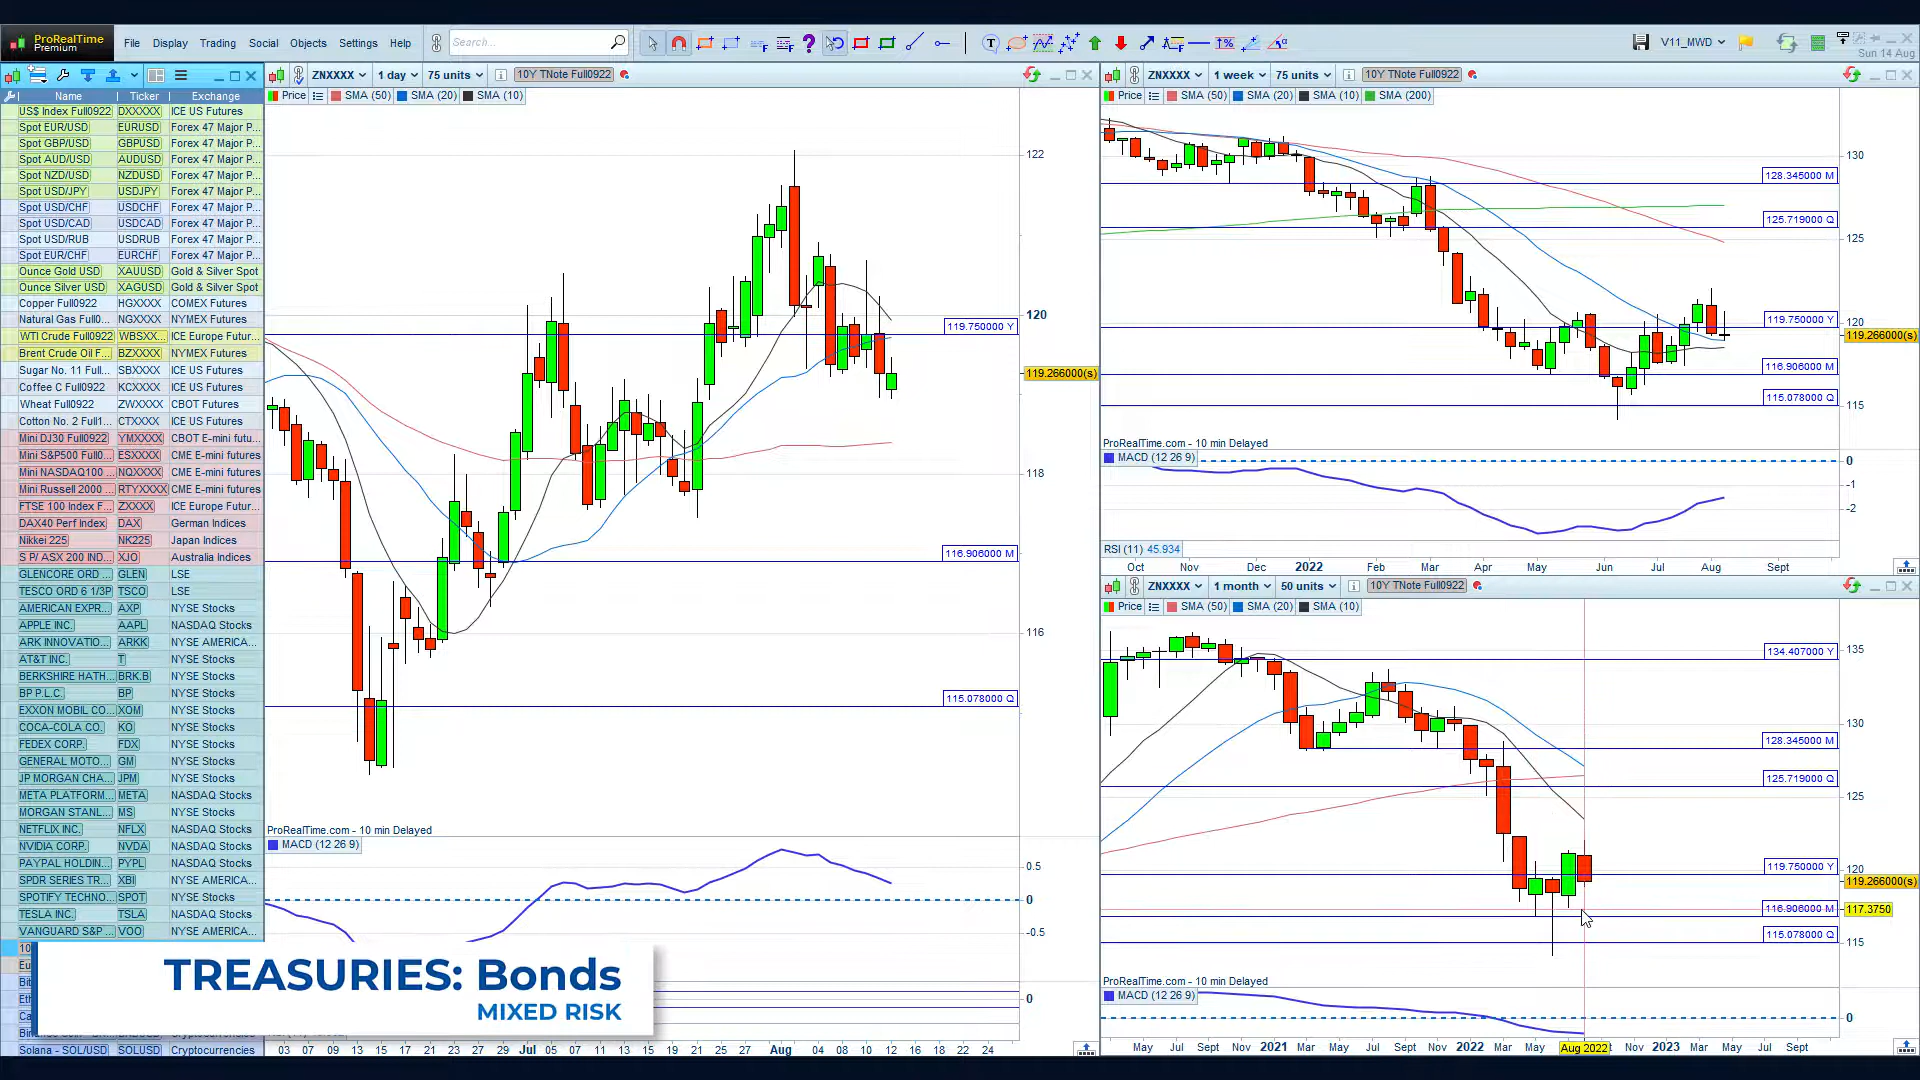 ProRealTime
Premium
File Display Trading Social Objects Settings Help
Search...
V11_MWD
Sun 14 Aug
Name Ticker Exchange
US$ Index Full0922 DXXXXX ICE US Futures
Spot EUR/USD EURUSD Forex 47 Major P...
Spot GBP/USD GBPUSD Forex 47 Major P...
Spot AUD/USD AUDUSD Forex 47 Major P...
Spot NZD/USD NZDUSD Forex 47 Major P...
Spot USD/JPY USDJPY Forex 47 Major P...
Spot USD/CHF USDCHF Forex 47 Major P...
Spot USD/CAD USDCAD Forex 47 Major P...
Spot USD/RUB USDRUB Forex 47 Major P...
Spot EUR/CHF EURCHF Forex 47 Major P...
Ounce Gold USD XAUUSD Gold & Silver Spot
Ounce Silver USD XAGUSD Gold & Silver Spot
Copper Full0922 HGXXXX COMEX Futures
Natural Gas Full0... NGXXXX NYMEX Futures
WTI Crude Full0922 WBSXX... ICE Europe Futur...
Brent Crude Oil F... BZXXXX NYMEX Futures
Sugar No. 11 Full... SBXXXX ICE US Futures
Coffee C Full0922 KCXXXX ICE US Futures
Wheat Full0922 ZWXXXX CBOT Futures
Cotton No. 2 Full1... CTXXXX ICE US Futures
Mini DJ30 Full0922 YMXXXX CBOT E-mini futu...
Mini S&P500 Full0... ESXXXX CME E-mini futures
Mini NASDAQ100 ... NQXXXX CME E-mini futures
Mini Russell 2000 ... RTYXXXX CME E-mini futures
FTSE 100 Index F... ZXXXX ICE Europe Futur...
DAX40 Perf Index DAX German Indices
Nikkei 225 NK225 Japan Indices
S P/ ASX 200 IND... XJO Australia Indices
GLENCORE ORD ... GLEN LSE
TESCO ORD 6 1/3P TSCO LSE
AMERICAN EXPR... AXP NYSE Stocks
APPLE INC. AAPL NASDAQ Stocks
ARK INNOVATIO... ARKK NYSE AMERICA...
AT&T INC. T NYSE Stocks
BERKSHIRE HATH... BRK.B NYSE Stocks
BP P.L.C. BP NYSE Stocks
EXXON MOBIL CO... XOM NYSE Stocks
COCA-COLA CO. KO NYSE Stocks
FEDEX CORP. FDX NYSE Stocks
GENERAL MOTO... GM NYSE Stocks
JP MORGAN CHA... JPM NYSE Stocks
META PLATFORM... META NASDAQ Stocks
MORGAN STANL... MS NYSE Stocks
NETFLIX INC. NFLX NASDAQ Stocks
NVIDIA CORP. NVDA NASDAQ Stocks
PAYPAL HOLDIN... PYPL NASDAQ Stocks
SPDR SERIES TR... XBI NYSE AMERICA...
SPOTIFY TECHNO... SPOT NYSE Stocks
TESLA INC. TSLA NASDAQ Stocks
VANGUARD S&P ... VOO NYSE AMERICA...
10
Eu
Bi
Eth
Ca
Solana - SOL/USD SOLUSD Cryptocurrencies
TREASURIES: Bonds
MIXED RISK
ZNXXXX 1 day 75 units 10Y TNote Full0922
Price SMA (50) SMA (20) SMA (10)
122
120
119.750000 Y
119.266000(s)
118
116.906000 M
116
115.078000 Q
ProRealTime.com - 10 min Delayed
MACD (12 26 9)
0.5
0
-0.5
0
03 07 09 13 15 17 21 23 27 29 Jul 05 07 11 13 15 19 21 25 27 Aug 04 08 10 12 16 18 22 24
ZNXXXX 1 week 75 units 10Y TNote Full0922
Price SMA (50) SMA (20) SMA (10) SMA (200)
130
128.345000 M
125.719000 Q
125
119.750000 Y
120
119.266000(s)
116.906000 M
115.078000 Q
115
ProRealTime.com - 10 min Delayed
MACD (12 26 9)
0
-1
-2
RSI (11) 45.934
Oct Nov Dec 2022 Feb Mar Apr May Jun Jul Aug Sept
ZNXXXX 1 month 50 units 10Y TNote Full0922
Price SMA (50) SMA (20) SMA (10)
134.407000 Y
135
130
128.345000 M
125.719000 Q
125
119.750000 Y
120
119.266000(s)
116.906000 M
117.3750
115.078000 Q
115
ProRealTime.com - 10 min Delayed
MACD (12 26 9)
0
May Jul Sept Nov 2021 Mar May Jul Sept Nov 2022 Mar May Aug 2022 Nov 2023 Mar May Jul Sept